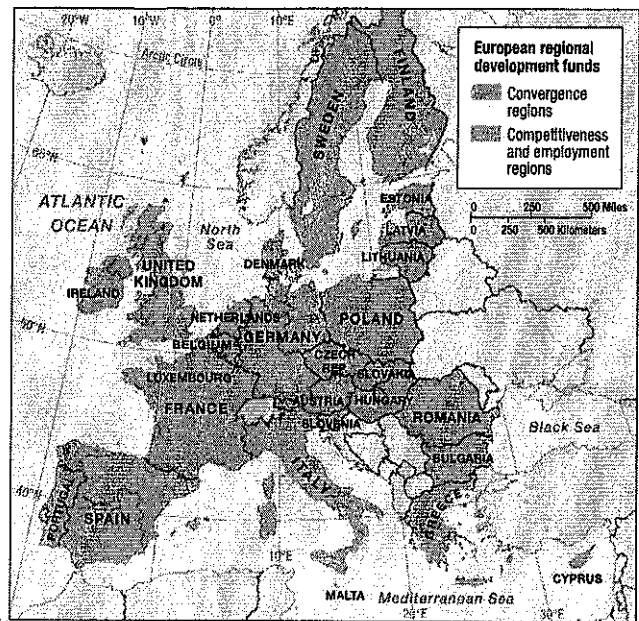 20°W
10°W
0°
10°E
Arctic Circle
European regional
development funds
Convergence
regions
Competitiveness
and employment
regions
FINLAND
SWEDEN
60°N
ATLANTIC
OCEAN
North
Sea
ESTONIA
LATVIA
LITHUANIA
0 250 500 Miles
0 250 500 Kilometers
UNITED
KINGDOM
DENMARK
IRELAND
50°N
NETHERLANDS
POLAND
GERMANY
BELGIUM
CZECH
REP.
SLOVAKIA
LUXEMBOURG
AUSTRIA
HUNGARY
FRANCE
SLOVENIA
ROMANIA
Black Sea
BULGARIA
ITALY
40°N
PORTUGAL
SPAIN
GREECE
10°E
CYPRUS
MALTA
Mediterranean Sea
20°E
30°E